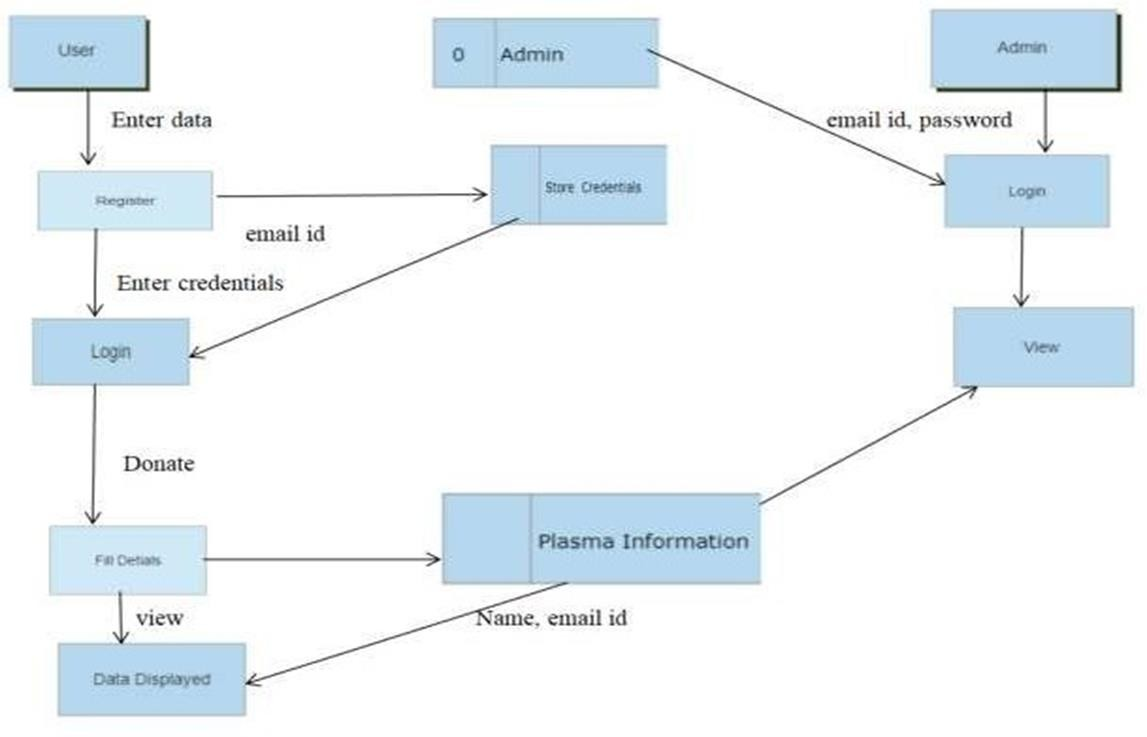 User
0 Admin
Admin
Enter data
email id, password
Register
Store Credentials
Login
email id
Enter credentials
Login
View
Donate
Fill Detials
Plasma Information
view
Name, email id
Data Displayed